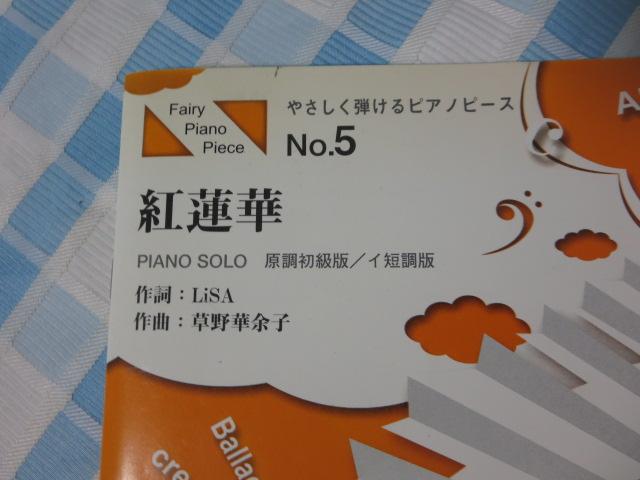 Fairy
Piano
Piece
やさしく弾けるピアノピース
No.5
紅蓮華
PIANO SOLO 原調初級版／イ短調版
作詞：LiSA
作曲：草野華余子